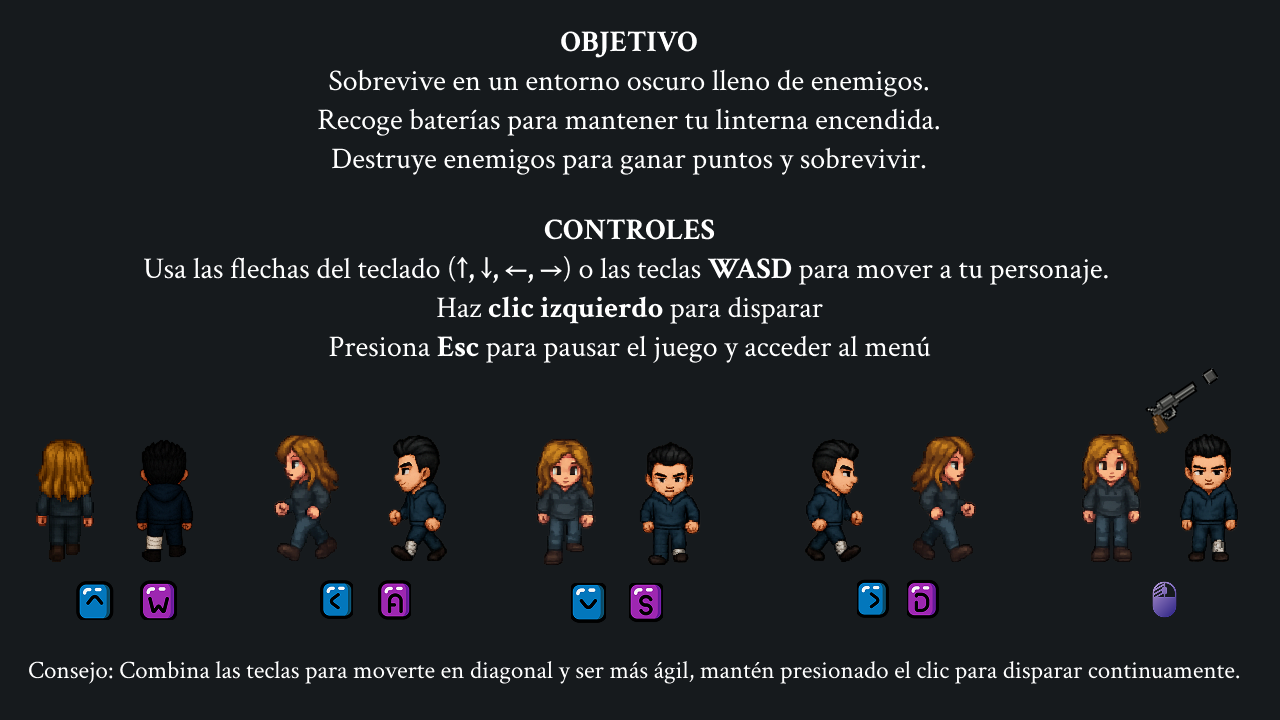 OBJETIVO
Sobrevive en un entorno oscuro lleno de enemigos.
Recoge baterías para mantener tu linterna encendida.
Destruye enemigos para ganar puntos y sobrevivir.
CONTROLES
Usa las flechas del teclado (↑, ↓, ←, →) o las teclas WASD para mover a tu personaje.
Haz clic izquierdo para disparar
Presiona Esc para pausar el juego y acceder al menú
^ W < A ⌄ S > D
Consejo: Combina las teclas para moverte en diagonal y ser más ágil, mantén presionado el clic para disparar continuamente.